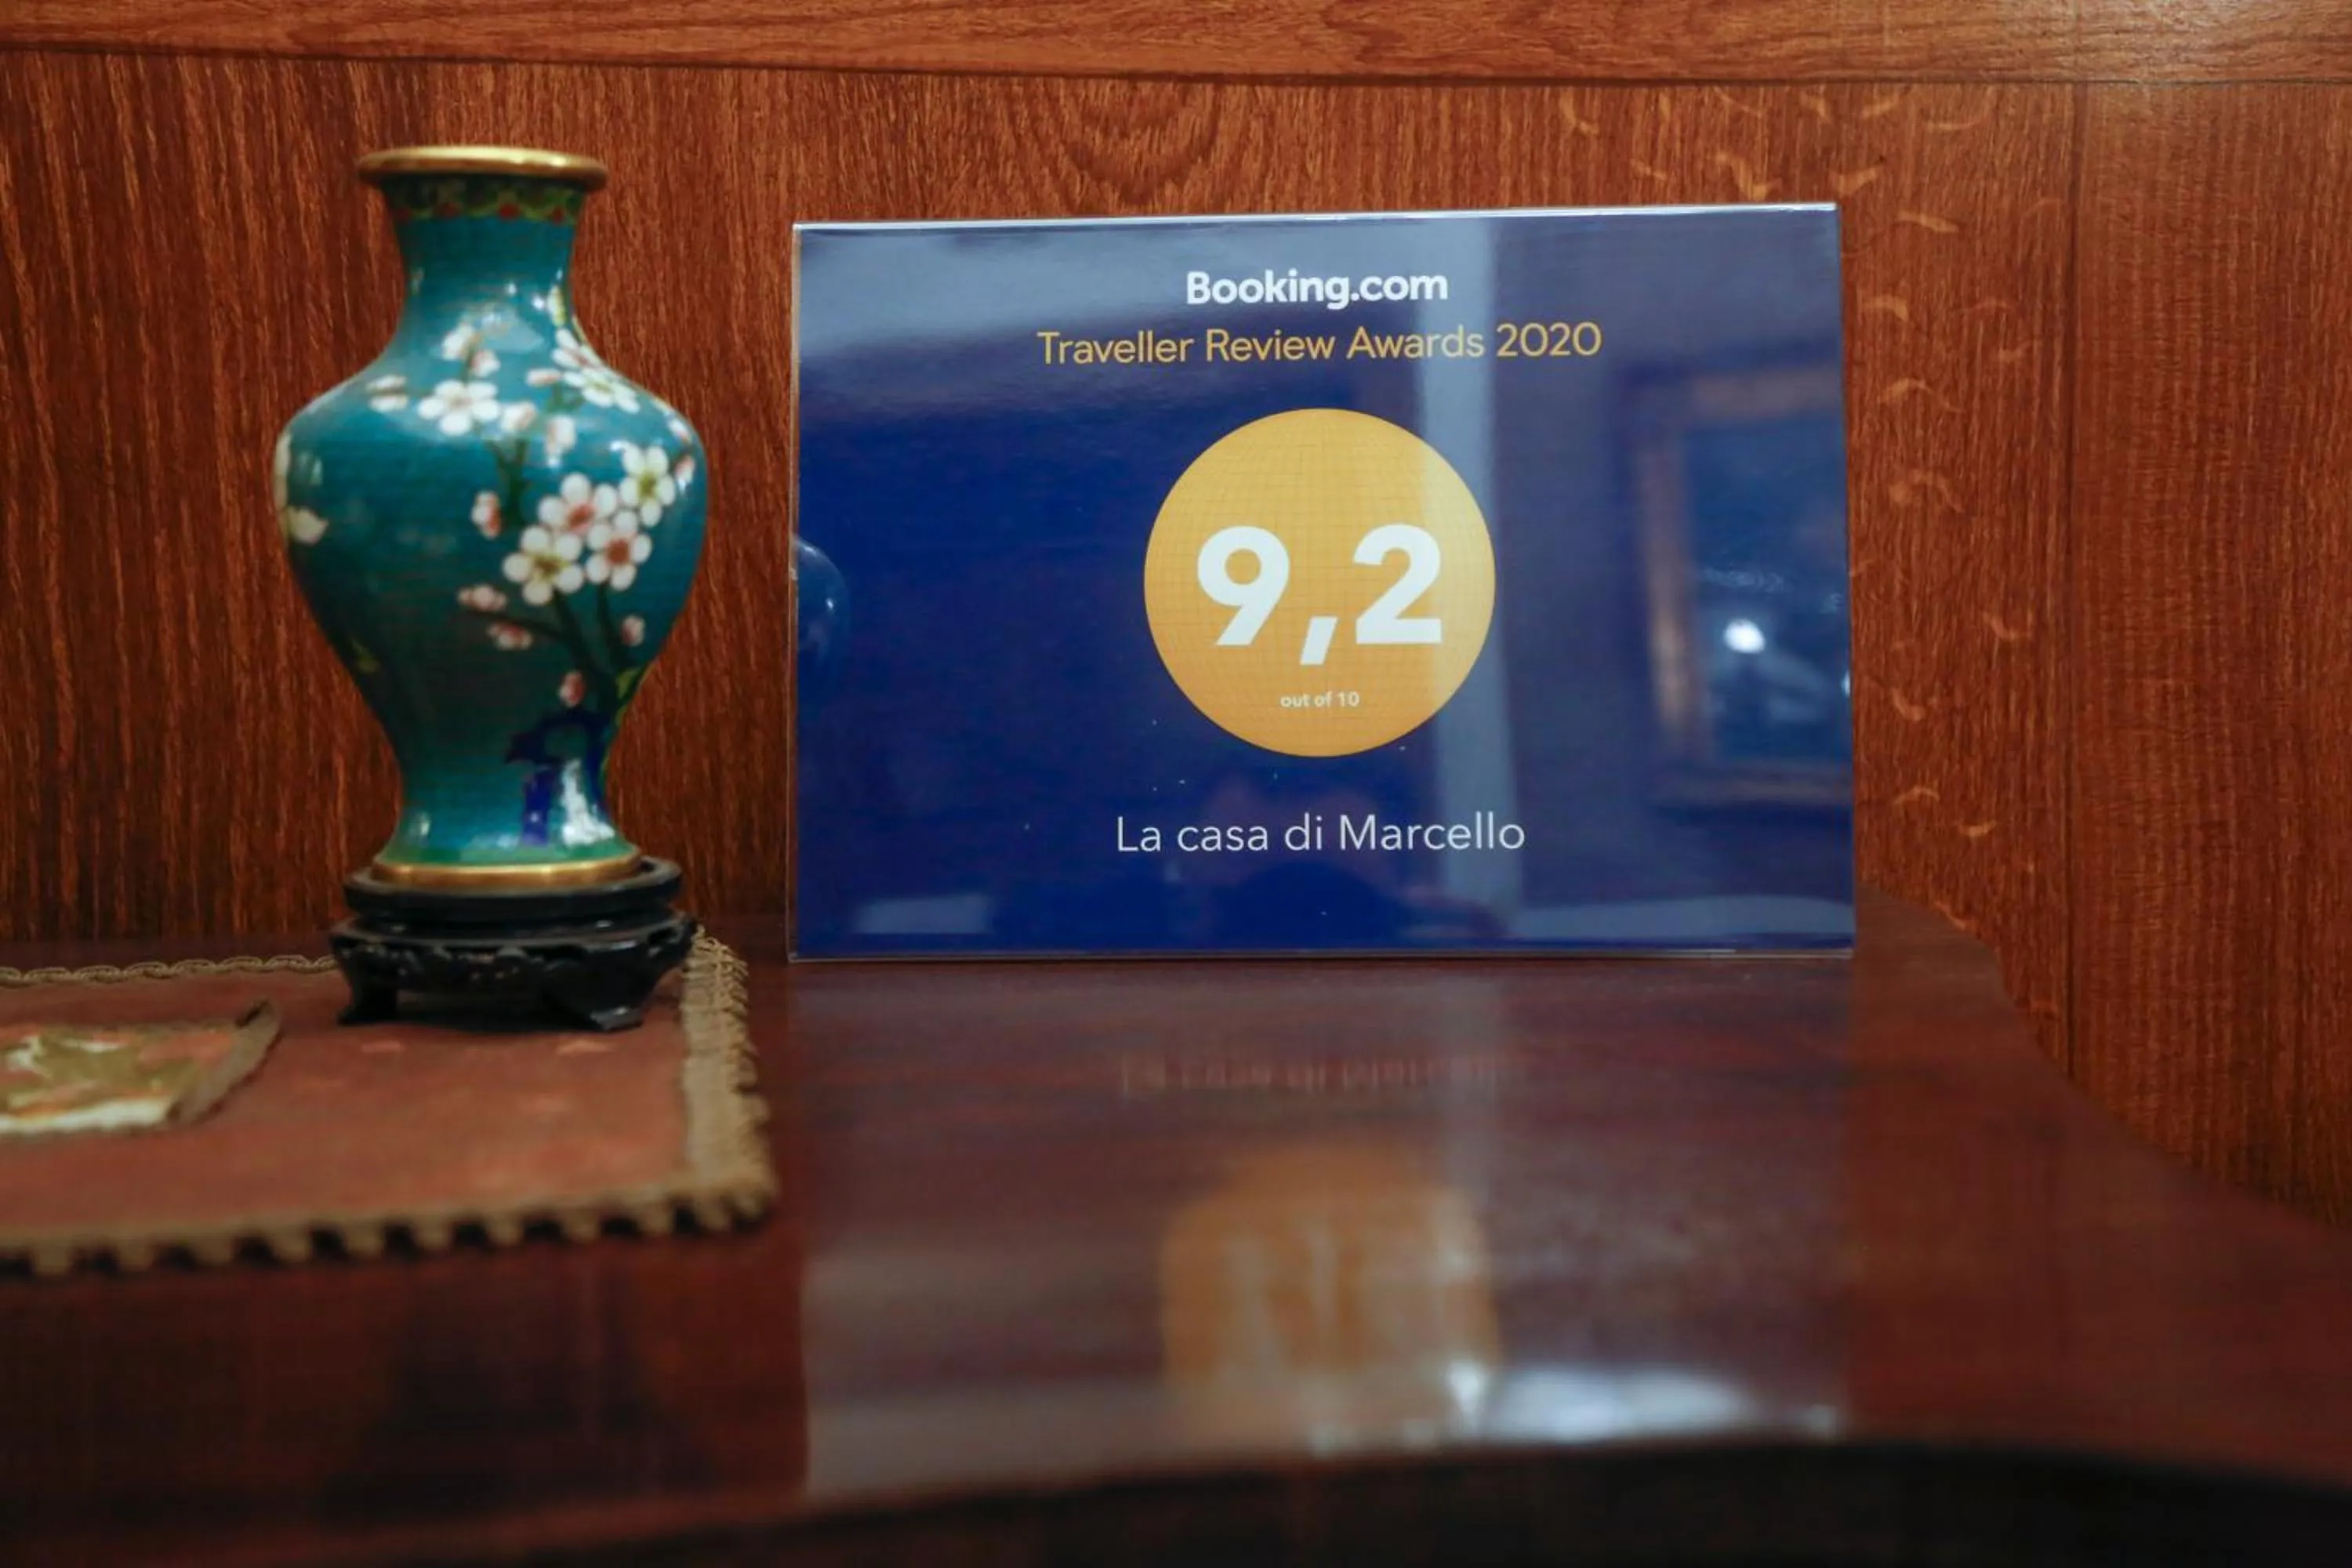 Booking.com
Traveller Review Awards 2020
9,2
out of 10
La casa di Marcello